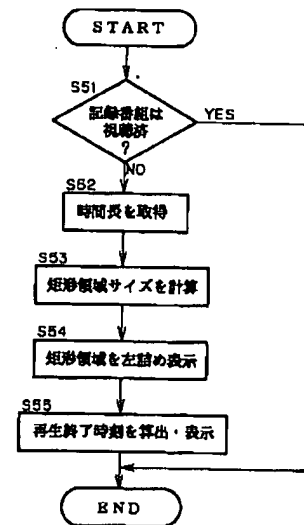 START
S51
記録番組は
視聴済
?
YES
NO
S52
時間長を取得
S53
矩形領域サイズを計算
S54
矩形領域を左詰め表示
S55
再生終了時刻を算出・表示
END